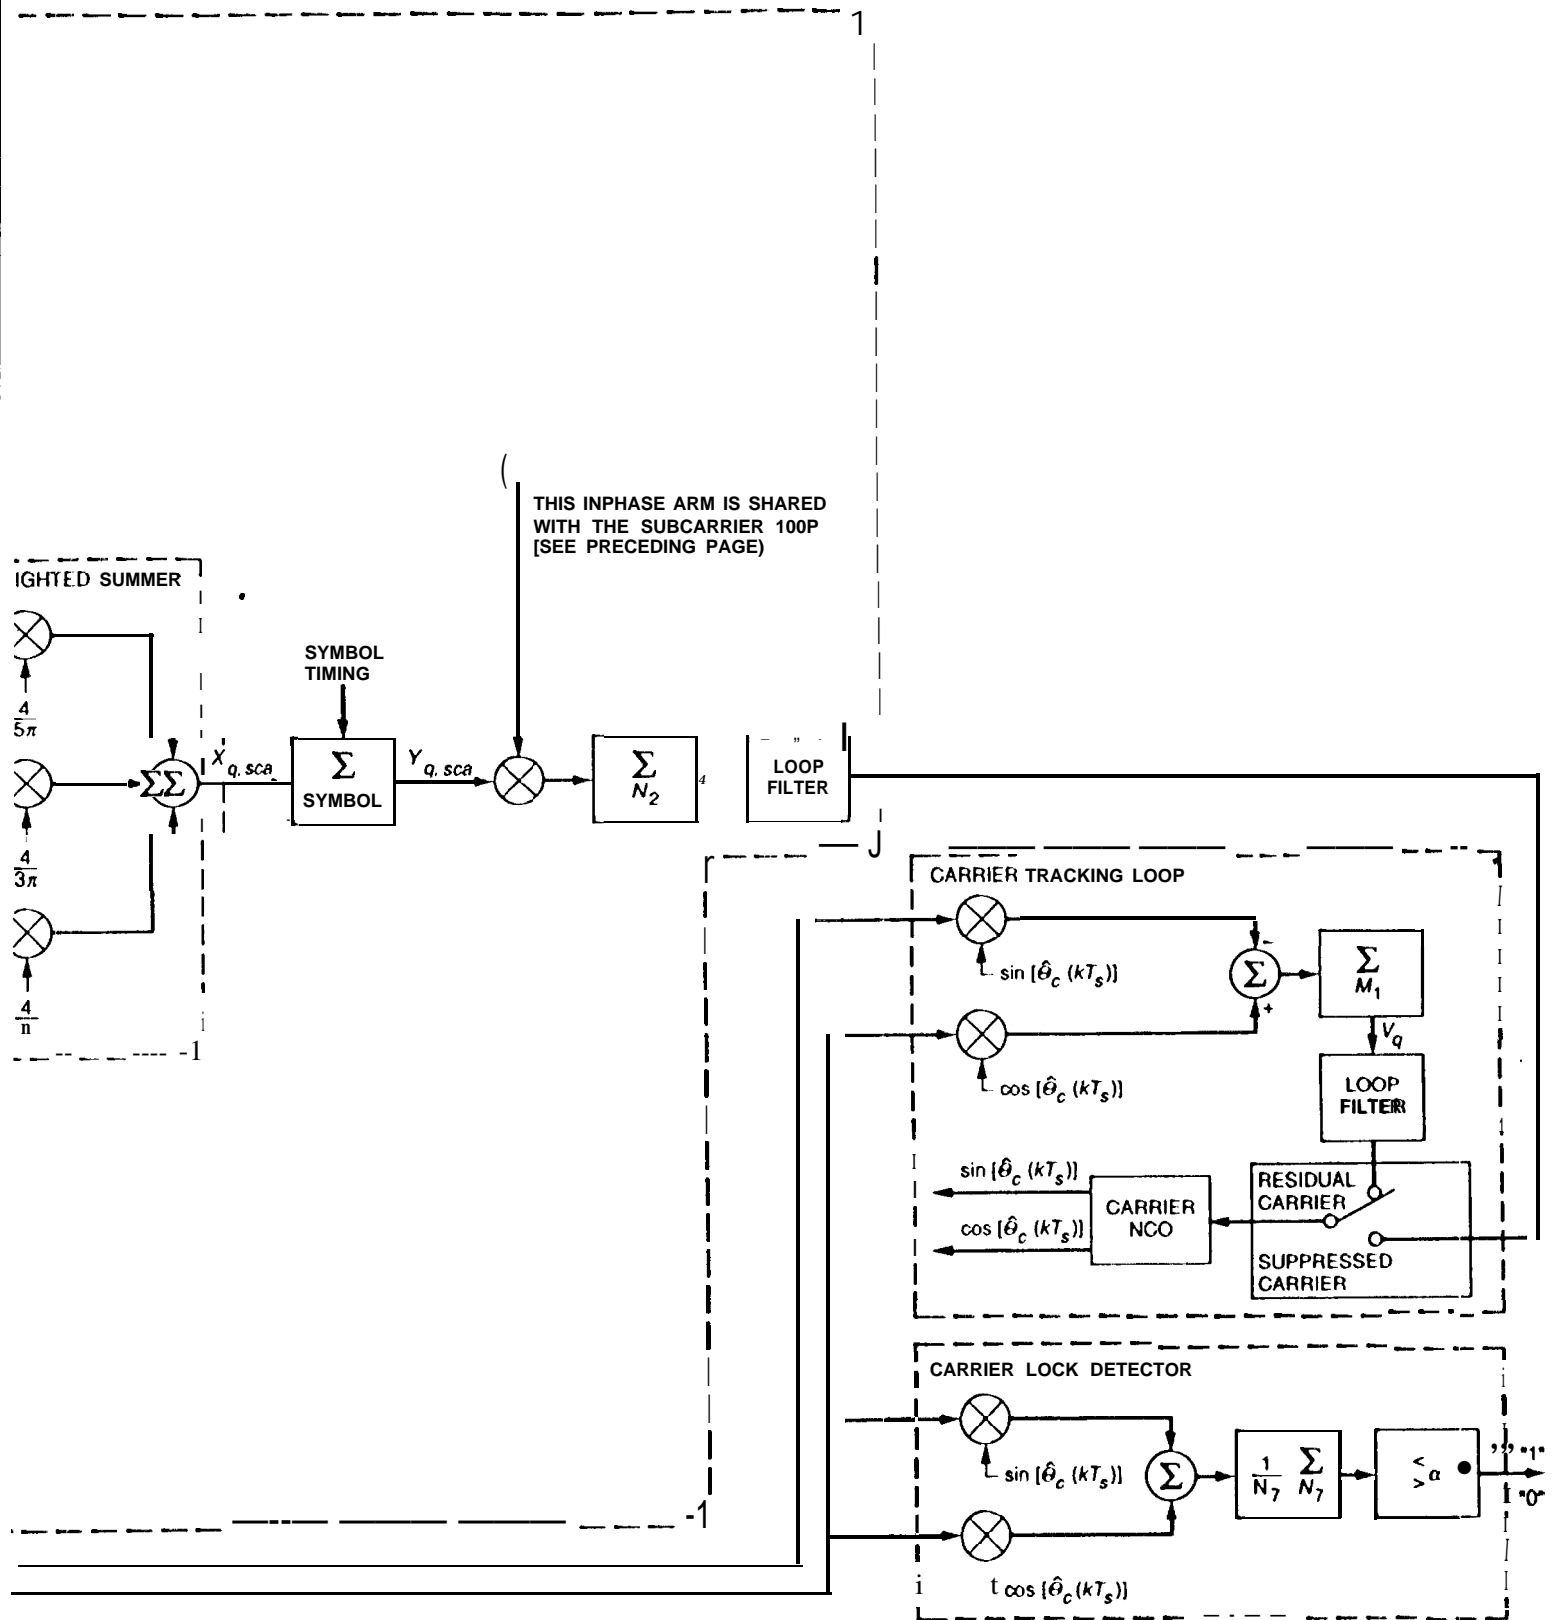 THIS INPHASE ARM IS SHARED
WITH THE SUBCARRIER 100P
[SEE PRECEDING PAGE)
IGHTED SUMMER
4
5π
4
3π
4
n
ΣΣ
X q, sca
SYMBOL
TIMING
Σ
SYMBOL
Y q, sca
Σ
N2
4
LOOP
FILTER
CARRIER TRACKING LOOP
sin [θ̂c (kTs)]
cos [θ̂c (kTs)]
-
Σ
+
Σ
M1
Vq
LOOP
FILTER
sin [θ̂c (kTs)]
cos [θ̂c (kTs)]
CARRIER
NCO
RESIDUAL
CARRIER
SUPPRESSED
CARRIER
CARRIER LOCK DETECTOR
sin [θ̂c (kTs)]
t cos [θ̂c (kTs)]
Σ
1
N7
Σ
N7
<
> α
"1"
"0"